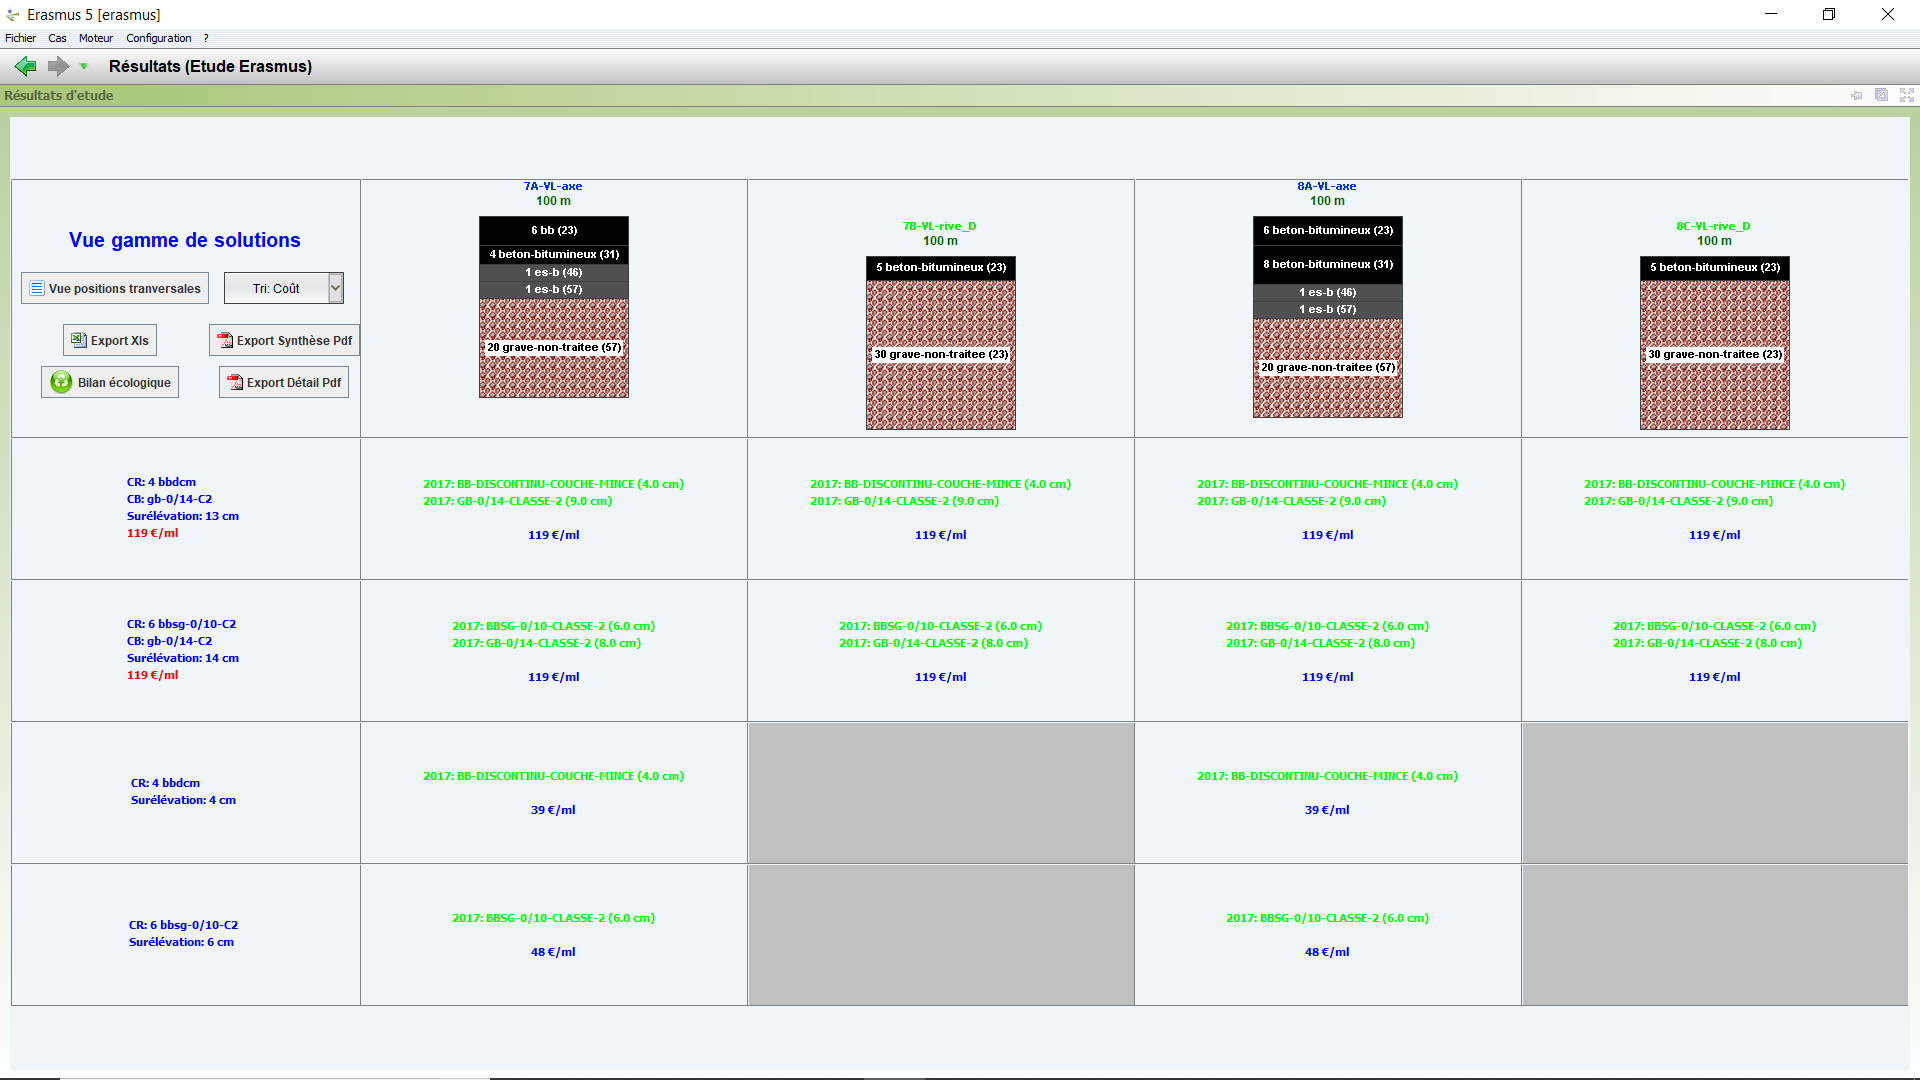 Erasmus 5 [erasmus]
Fichier Cas Moteur Configuration ?
Résultats (Etude Erasmus)
Résultats d'etude
Vue gamme de solutions
Vue positions tranversales
Tri: Coût
Export Xls
Export Synthèse Pdf
Bilan écologique
Export Détail Pdf
7A-VL-axe
100 m
6 bb (23)
4 beton-bitumineux (31)
1 es-b (46)
1 es-b (57)
20 grave-non-traitee (57)
7B-VL-rive_D
100 m
5 beton-bitumineux (23)
30 grave-non-traitee (23)
8A-VL-axe
100 m
6 beton-bitumineux (23)
8 beton-bitumineux (31)
1 es-b (46)
1 es-b (57)
20 grave-non-traitee (57)
8C-VL-rive_D
100 m
5 beton-bitumineux (23)
30 grave-non-traitee (23)
CR: 4 bbdcm
CB: gb-0/14-C2
Surélévation: 13 cm
119 €/ml
2017: BB-DISCONTINU-COUCHE-MINCE (4.0 cm)
2017: GB-0/14-CLASSE-2 (9.0 cm)
119 €/ml
2017: BB-DISCONTINU-COUCHE-MINCE (4.0 cm)
2017: GB-0/14-CLASSE-2 (9.0 cm)
119 €/ml
2017: BB-DISCONTINU-COUCHE-MINCE (4.0 cm)
2017: GB-0/14-CLASSE-2 (9.0 cm)
119 €/ml
2017: BB-DISCONTINU-COUCHE-MINCE (4.0 cm)
2017: GB-0/14-CLASSE-2 (9.0 cm)
119 €/ml
CR: 6 bbsg-0/10-C2
CB: gb-0/14-C2
Surélévation: 14 cm
119 €/ml
2017: BBSG-0/10-CLASSE-2 (6.0 cm)
2017: GB-0/14-CLASSE-2 (8.0 cm)
119 €/ml
2017: BBSG-0/10-CLASSE-2 (6.0 cm)
2017: GB-0/14-CLASSE-2 (8.0 cm)
119 €/ml
2017: BBSG-0/10-CLASSE-2 (6.0 cm)
2017: GB-0/14-CLASSE-2 (8.0 cm)
119 €/ml
2017: BBSG-0/10-CLASSE-2 (6.0 cm)
2017: GB-0/14-CLASSE-2 (8.0 cm)
119 €/ml
CR: 4 bbdcm
Surélévation: 4 cm
2017: BB-DISCONTINU-COUCHE-MINCE (4.0 cm)
39 €/ml
2017: BB-DISCONTINU-COUCHE-MINCE (4.0 cm)
39 €/ml
CR: 6 bbsg-0/10-C2
Surélévation: 6 cm
2017: BBSG-0/10-CLASSE-2 (6.0 cm)
48 €/ml
2017: BBSG-0/10-CLASSE-2 (6.0 cm)
48 €/ml